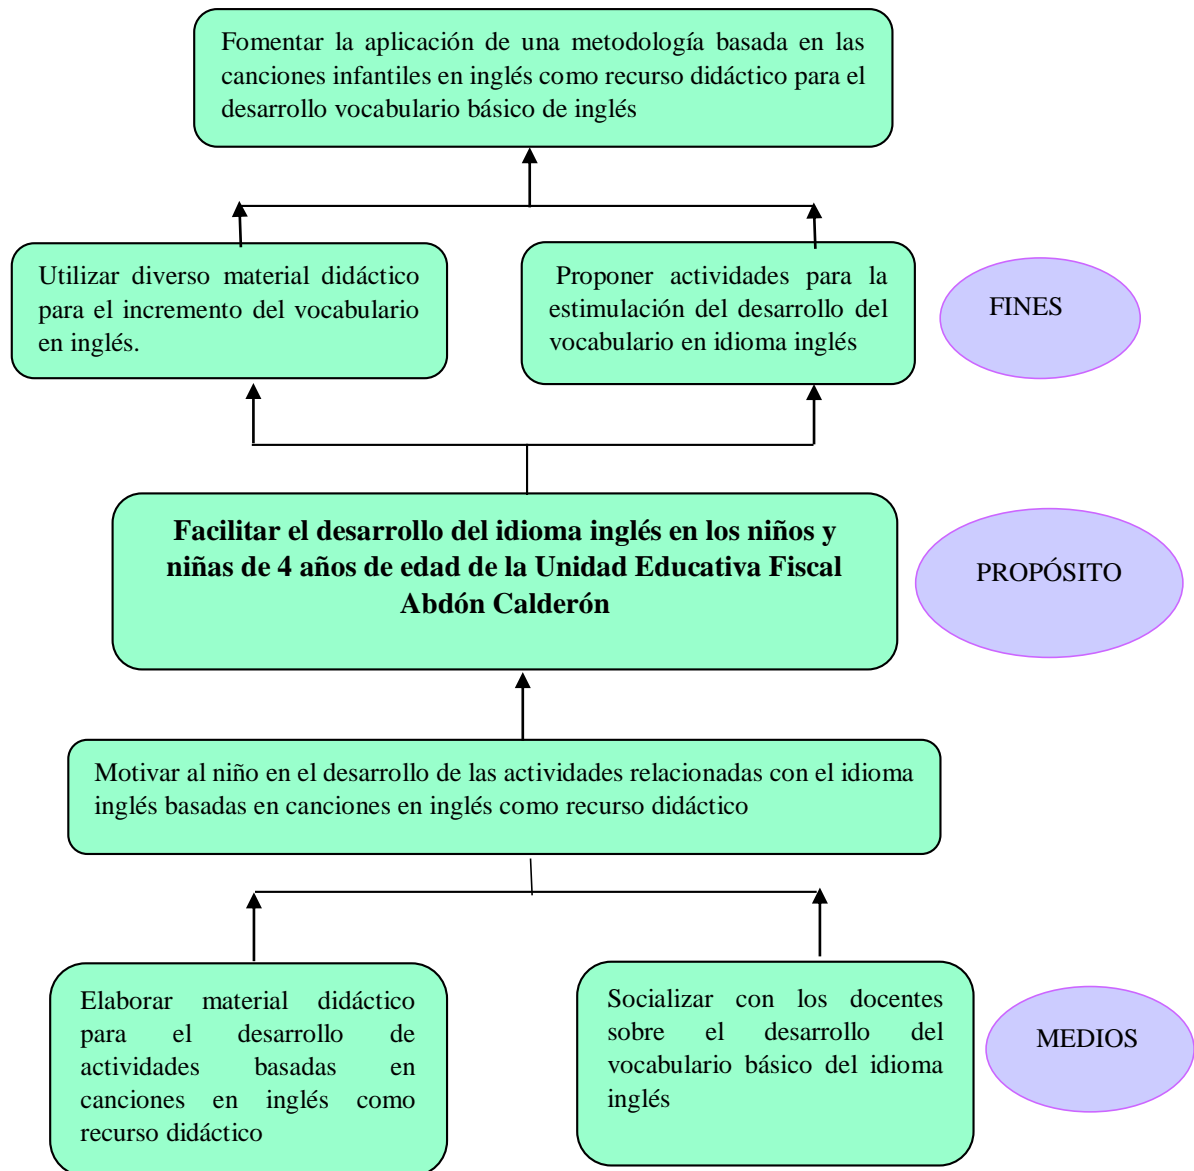 Fomentar la aplicación de una metodología basada en las
canciones infantiles en inglés como recurso didáctico para el
desarrollo vocabulario básico de inglés
Utilizar diverso material didáctico
para el incremento del vocabulario
en inglés.
Proponer actividades para la
estimulación del desarrollo del
vocabulario en idioma inglés
FINES
Facilitar el desarrollo del idioma inglés en los niños y
niñas de 4 años de edad de la Unidad Educativa Fiscal
Abdón Calderón
PROPÓSITO
Motivar al niño en el desarrollo de las actividades relacionadas con el idioma
inglés basadas en canciones en inglés como recurso didáctico
Elaborar material didáctico
para el desarrollo de
actividades basadas en
canciones en inglés como
recurso didáctico
Socializar con los docentes
sobre el desarrollo del
vocabulario básico del idioma
inglés
MEDIOS